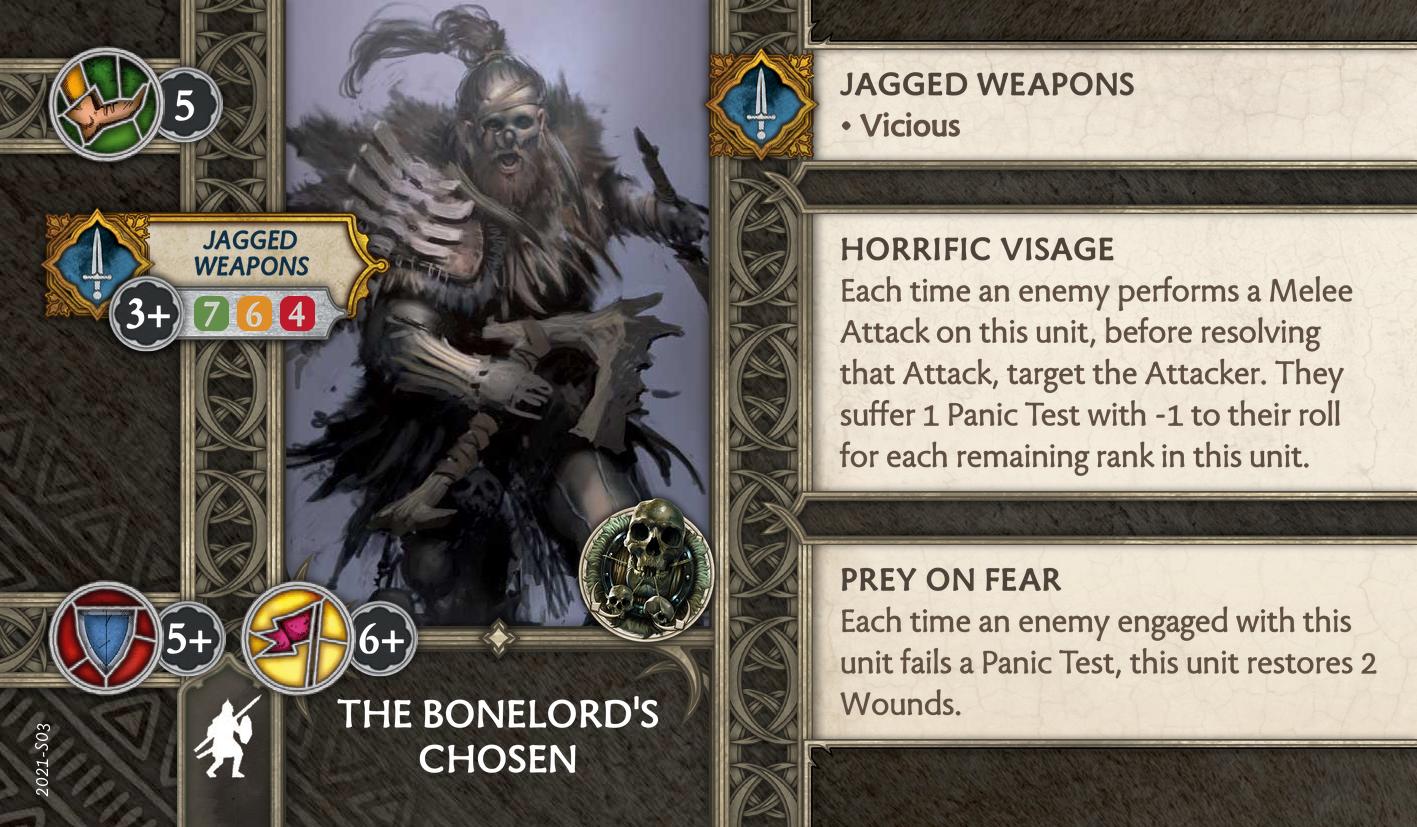 5
JAGGED
WEAPONS
3+ 7 6 4
5+ 6+
THE BONELORD'S
CHOSEN
2021-S03
JAGGED WEAPONS
• Vicious
HORRIFIC VISAGE
Each time an enemy performs a Melee
Attack on this unit, before resolving
that Attack, target the Attacker. They
suffer 1 Panic Test with -1 to their roll
for each remaining rank in this unit.
PREY ON FEAR
Each time an enemy engaged with this
unit fails a Panic Test, this unit restores 2
Wounds.